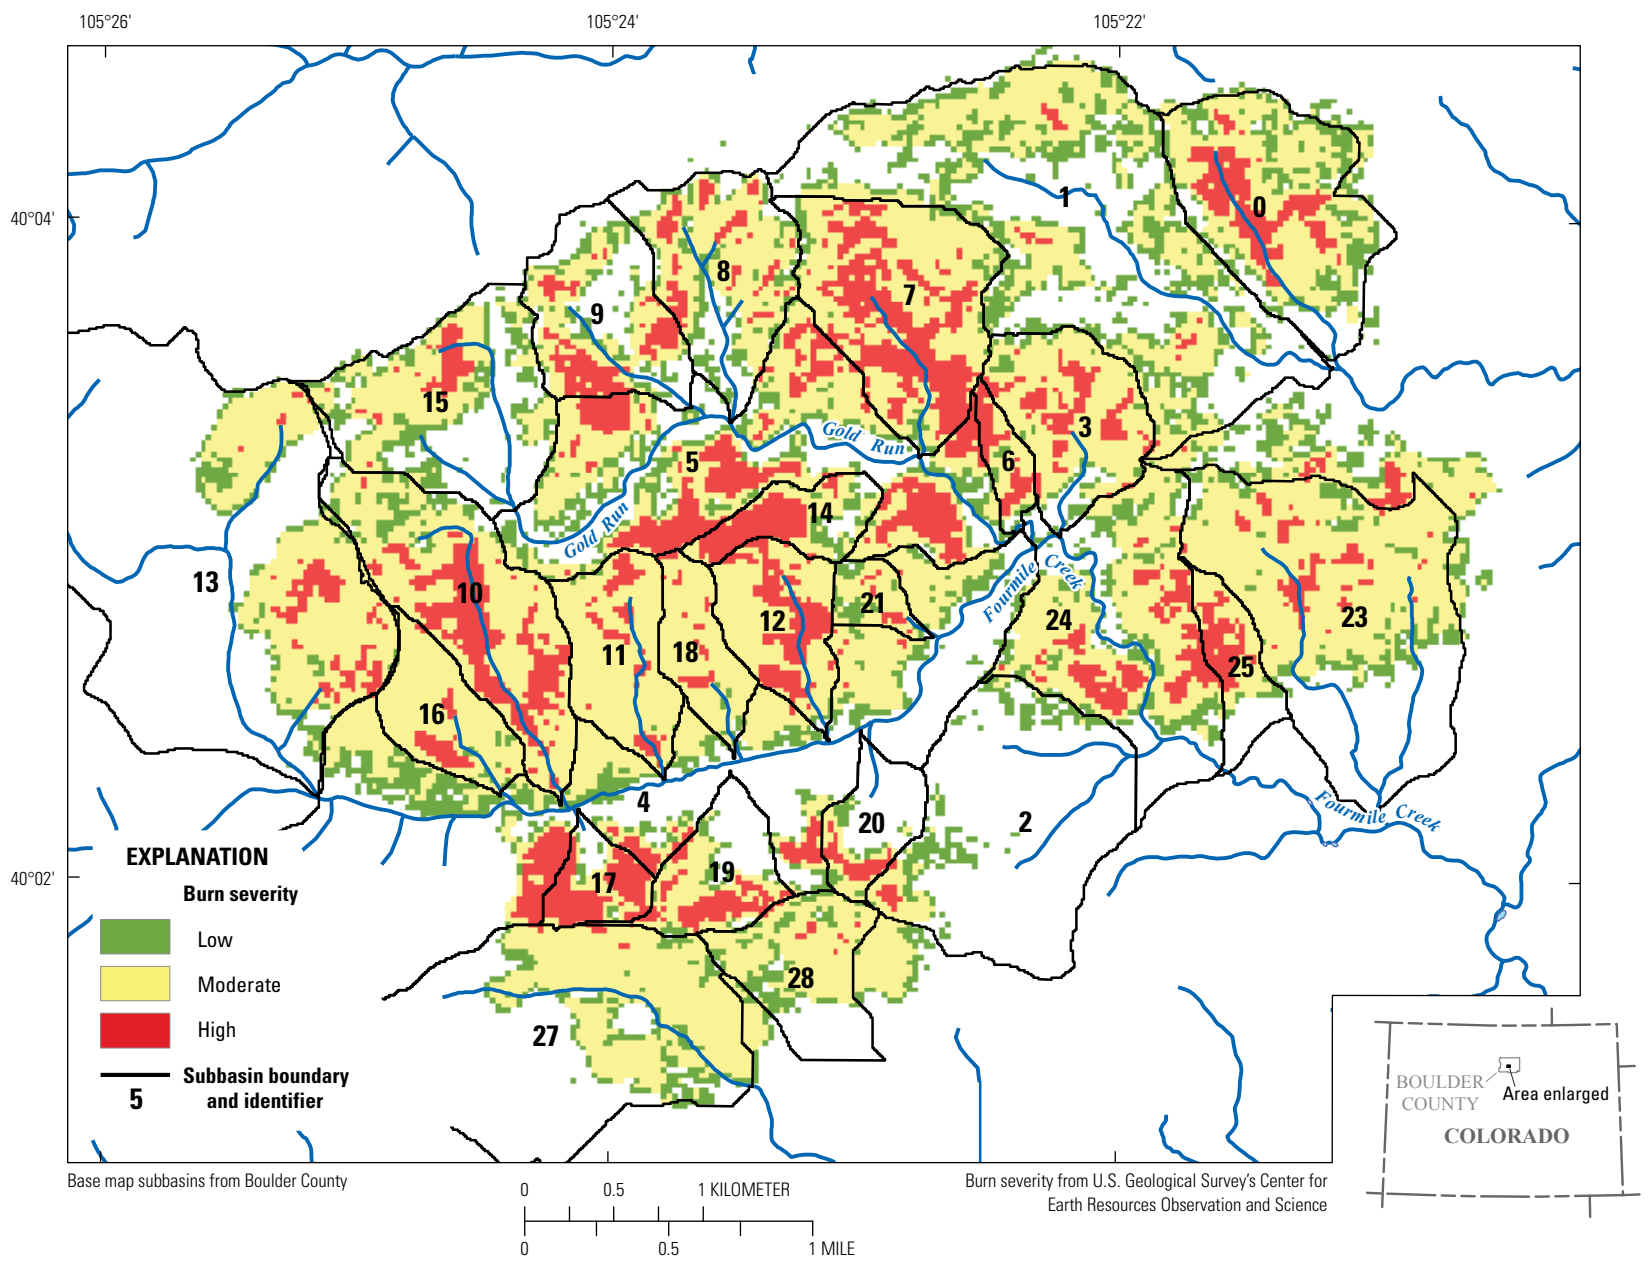 105°26'
105°24'
105°22'
40°04'
40°02'
0
1
7
8
9
15
3
6
5
14
Gold Run
Gold Run
13
10
11
18
12
21
24
23
25
16
Fourmile Creek
Fourmile Creek
4
2
20
19
17
28
27
EXPLANATION
Burn severity
Low
Moderate
High
Subbasin boundary
and identifier
5
BOULDER
COUNTY
Area enlarged
COLORADO
Base map subbasins from Boulder County
0 0.5 1 KILOMETER
0 0.5 1 MILE
Burn severity from U.S. Geological Survey's Center for
Earth Resources Observation and Science